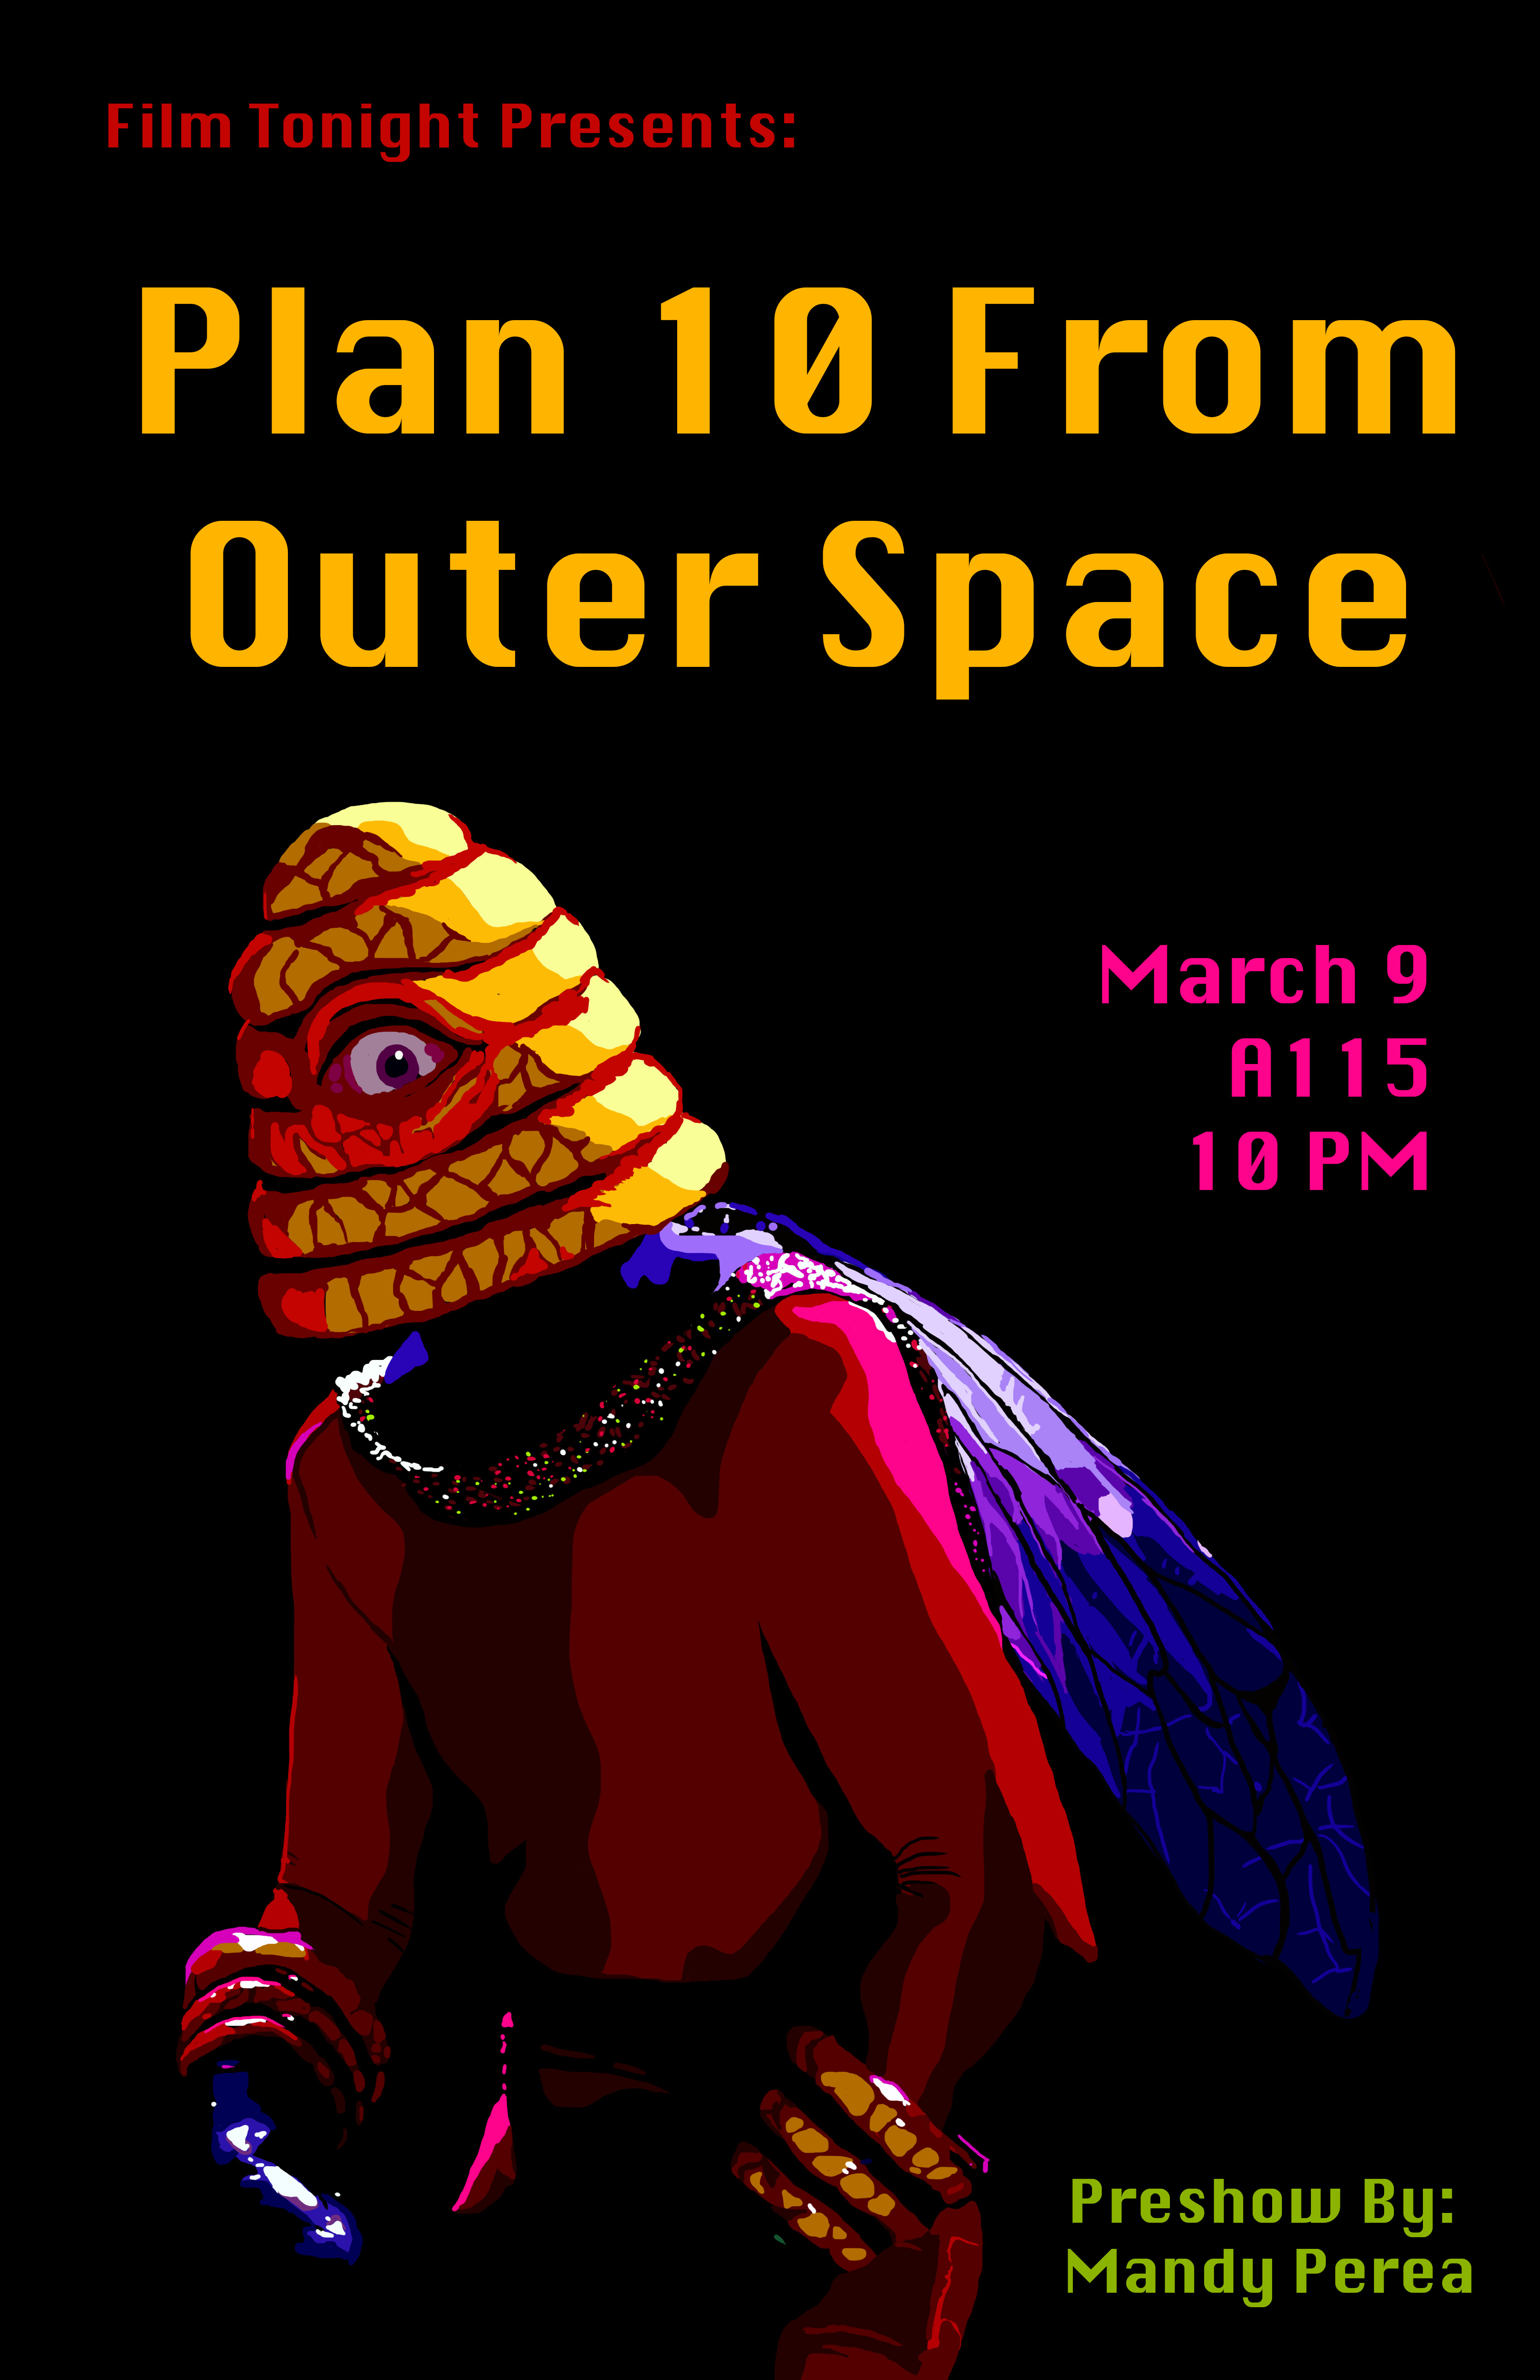 Film Tonight Presents:
Plan 10 From
Outer Space
March 9
A115
10 PM
Preshow By:
Mandy Perea